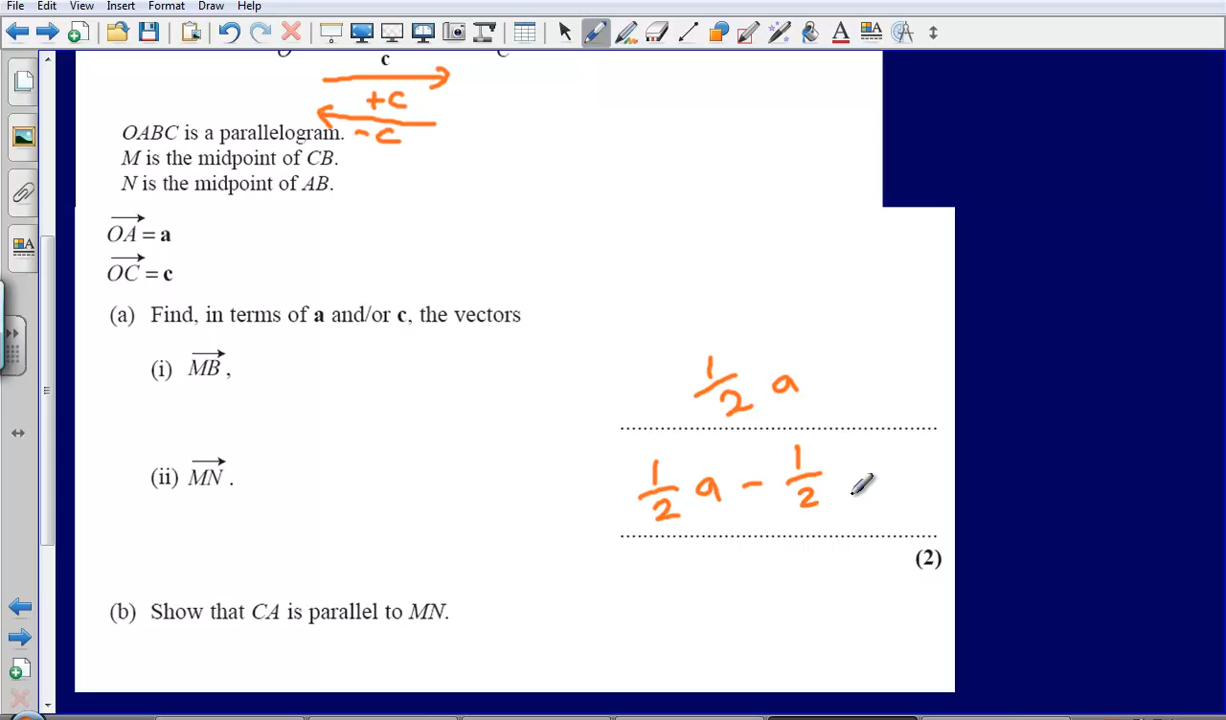 File Edit View Insert Format Draw Help
c
+c
-c
OABC is a parallelogram.
M is the midpoint of CB.
N is the midpoint of AB.
OA = a
OC = c
(a) Find, in terms of a and/or c, the vectors
(i) MB,
1/2 a
(ii) MN.
1/2 a - 1/2
(2)
(b) Show that CA is parallel to MN.